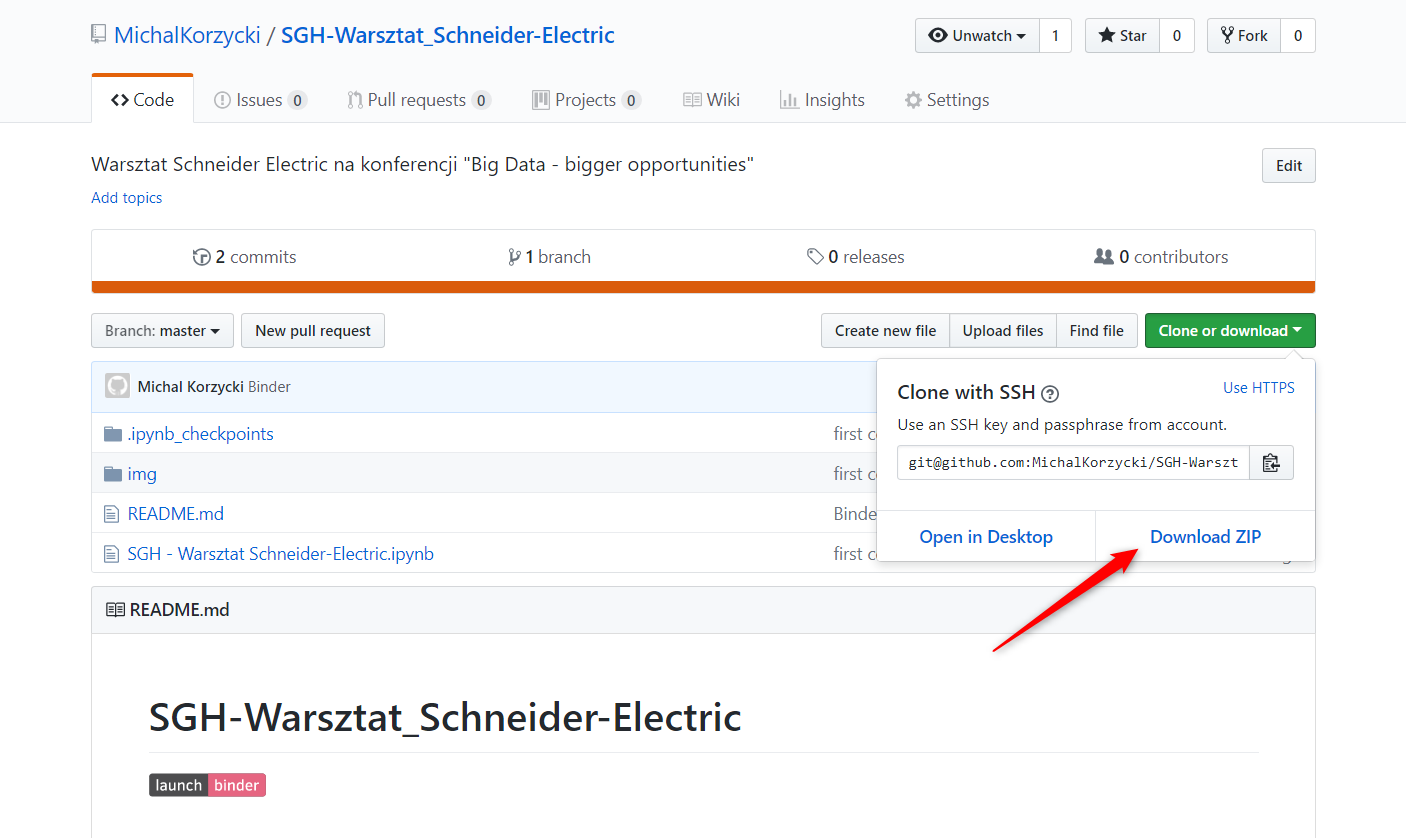 MichalKorzycki / SGH-Warsztat_Schneider-Electric
Unwatch 1 Star 0 Fork 0
Code Issues 0 Pull requests 0 Projects 0 Wiki Insights Settings
Warsztat Schneider Electric na konferencji "Big Data - bigger opportunities"
Edit
Add topics
2 commits 1 branch 0 releases 0 contributors
Branch: master New pull request Create new file Upload files Find file Clone or download
Michal Korzycki Binder
Clone with SSH ? Use HTTPS
Use an SSH key and passphrase from account.
git@github.com:MichalKorzycki/SGH-Warszt
Open in Desktop Download ZIP
.ipynb_checkpoints first c
img first c
README.md Binde
SGH - Warsztat Schneider-Electric.ipynb first c
README.md
SGH-Warsztat_Schneider-Electric
launch binder